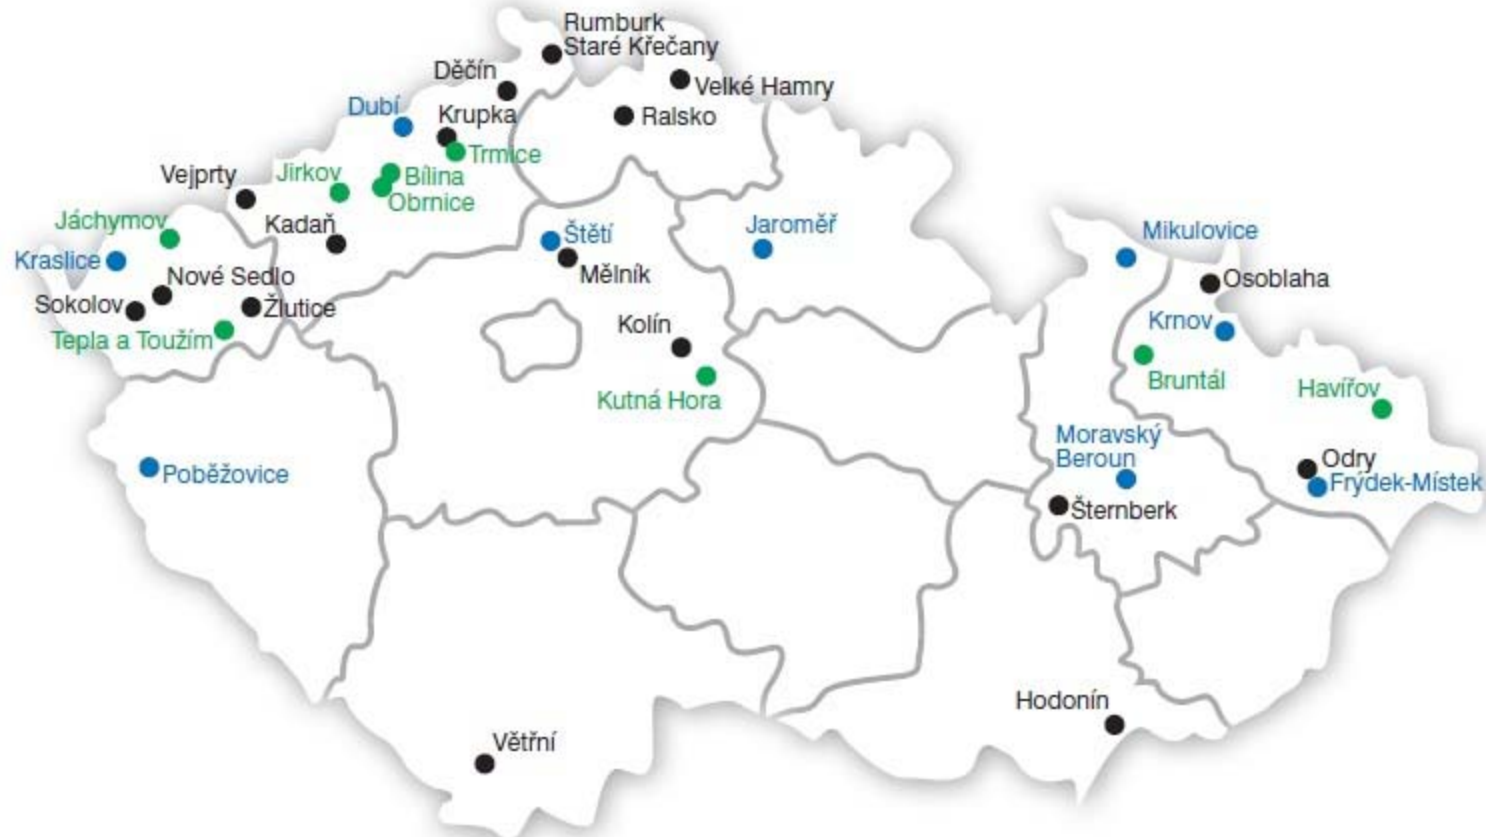 Rumburk
Staré Křečany
Děčín
Velké Hamry
Dubí
Krupka
Ralsko
Trmice
Vejprty
Jirkov
Bílina
Obrnice
Jáchymov
Kadaň
Štětí
Jaroměř
Mikulovice
Kraslice
Nové Sedlo
Mělník
Osoblaha
Sokolov
Žlutice
Kolín
Krnov
Tepla a Toužím
Bruntál
Havířov
Kutná Hora
Moravský
Beroun
Odry
Poběžovice
Frýdek-Místek
Šternberk
Hodonín
Větřní